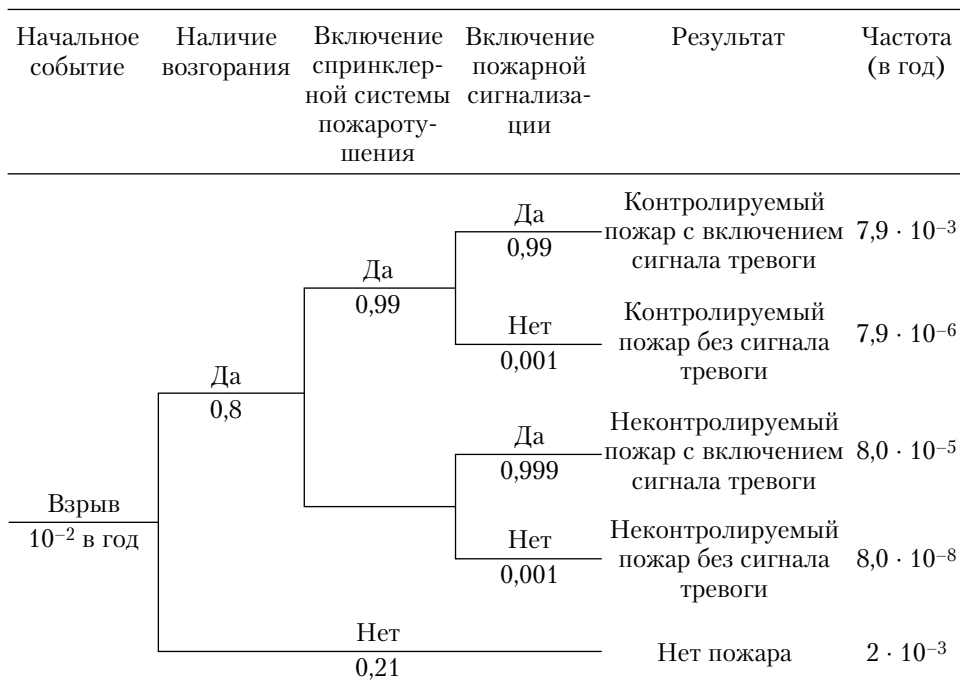 Начальное
событие
Наличие
возгорания
Включение
спринклер-
ной системы
пожароту-
шения
Включение
пожарной
сигнализа-
ции
Результат
Частота
(в год)
Да
0,99
Контролируемый
пожар с включением
сигнала тревоги
7,9 · 10–3
Да
0,99
Нет
0,001
Контролируемый
пожар без сигнала
тревоги
7,9 · 10–6
Да
0,8
Да
0,999
Неконтролируемый
пожар с включением
сигнала тревоги
8,0 · 10–5
Взрыв
10–2 в год
Нет
0,001
Неконтролируемый
пожар без сигнала
тревоги
8,0 · 10–8
Нет
0,21
Нет пожара
2 · 10–3